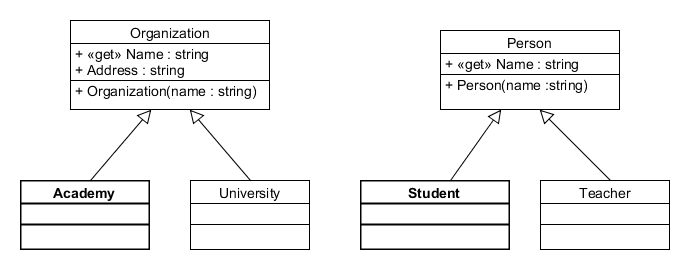 Organization
+ «get» Name : string
+ Address : string
+ Organization(name : string)
Person
+ «get» Name : string
+ Person(name :string)
Academy
University
Student
Teacher